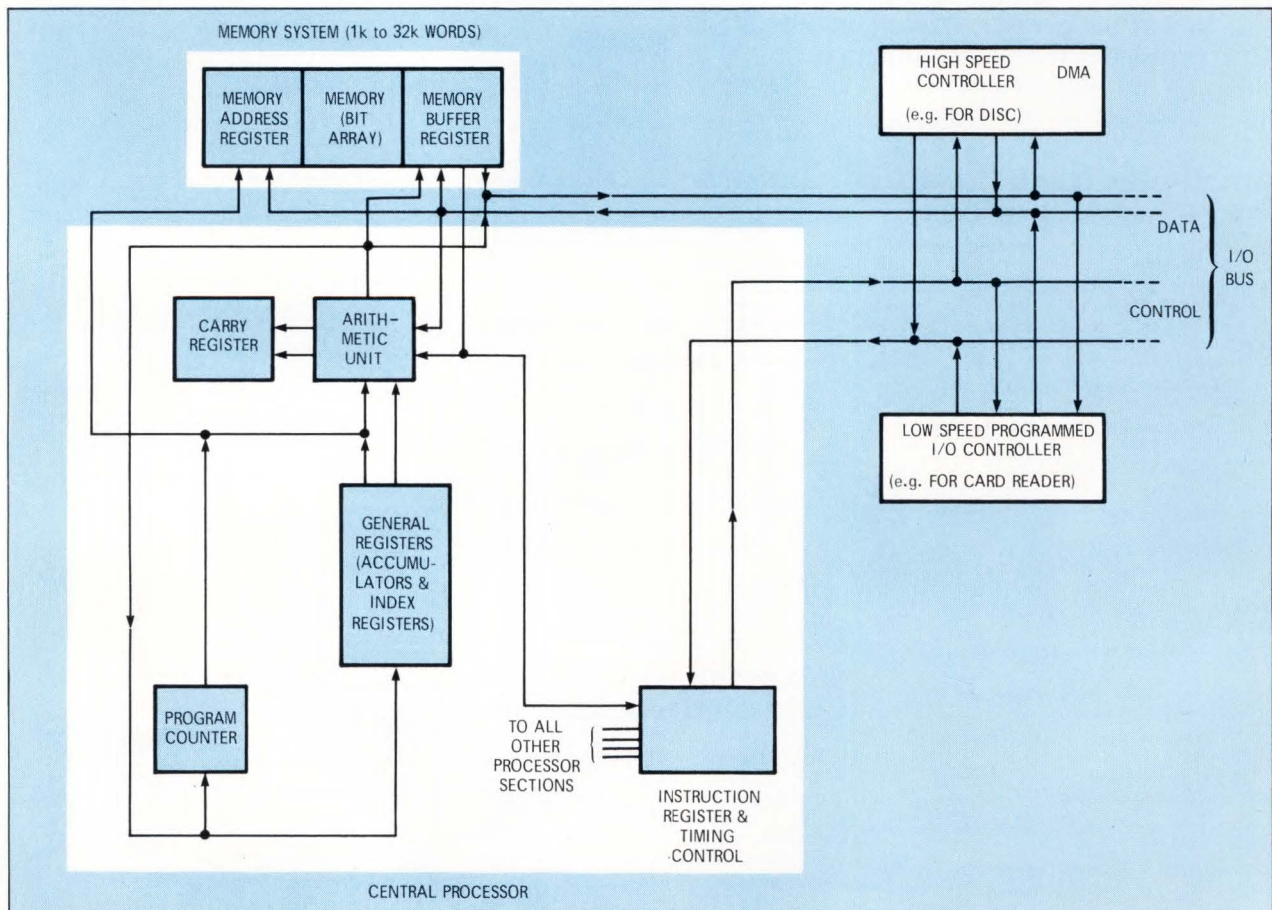 MEMORY SYSTEM (1k to 32k WORDS)
MEMORY
ADDRESS
REGISTER
MEMORY
(BIT
ARRAY)
MEMORY
BUFFER
REGISTER
HIGH SPEED
CONTROLLER
DMA
(e.g. FOR DISC)
DATA
I/O
BUS
CONTROL
CARRY
REGISTER
ARITH-
METIC
UNIT
LOW SPEED PROGRAMMED
I/O CONTROLLER
(e.g. FOR CARD READER)
GENERAL
REGISTERS
(ACCUMU-
LATORS &
INDEX
REGISTERS)
PROGRAM
COUNTER
TO ALL
OTHER
PROCESSOR
SECTIONS
INSTRUCTION
REGISTER &
TIMING
CONTROL
CENTRAL PROCESSOR